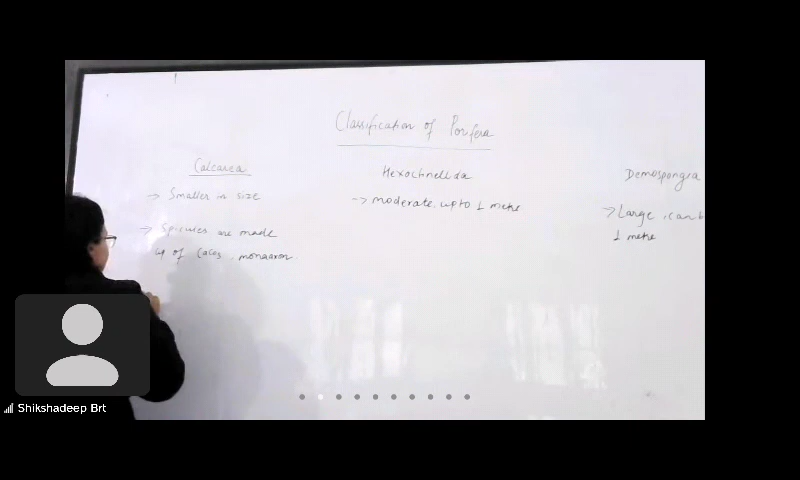 Classification of Porifera
Calcarea
-> Smaller in size
-> Spicules are made
up of CaCO3, monaxon.
Hexactinellida
-> moderate, upto 1 metre
Demospongia
-> Large, can b
1 metre
Shikshadeep Brt